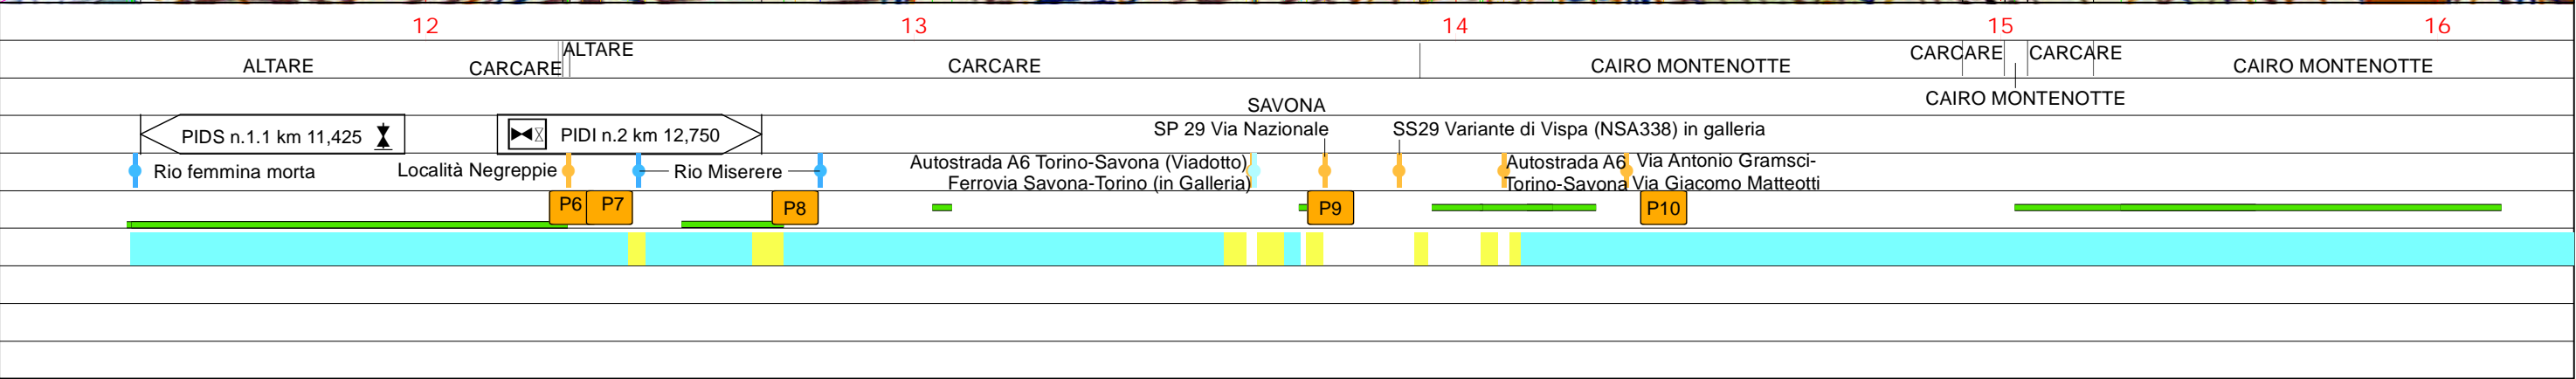 12 13 14 15 16
ALTARE CARCARE CARCARE
ALTARE CARCARE CARCARE CAIRO MONTENOTTE CAIRO MONTENOTTE
CAIRO MONTENOTTE
SAVONA
PIDS n.1.1 km 11,425 PIDI n.2 km 12,750 SP 29 Via Nazionale SS29 Variante di Vispa (NSA338) in galleria
Rio femmina morta Località Negreppie Rio Miserere
Autostrada A6 Torino-Savona (Viadotto)
Ferrovia Savona-Torino (in Galleria)
Autostrada A6
Torino-Savona
Via Antonio Gramsci-
Via Giacomo Matteotti
P6 P7 P8 P9 P10